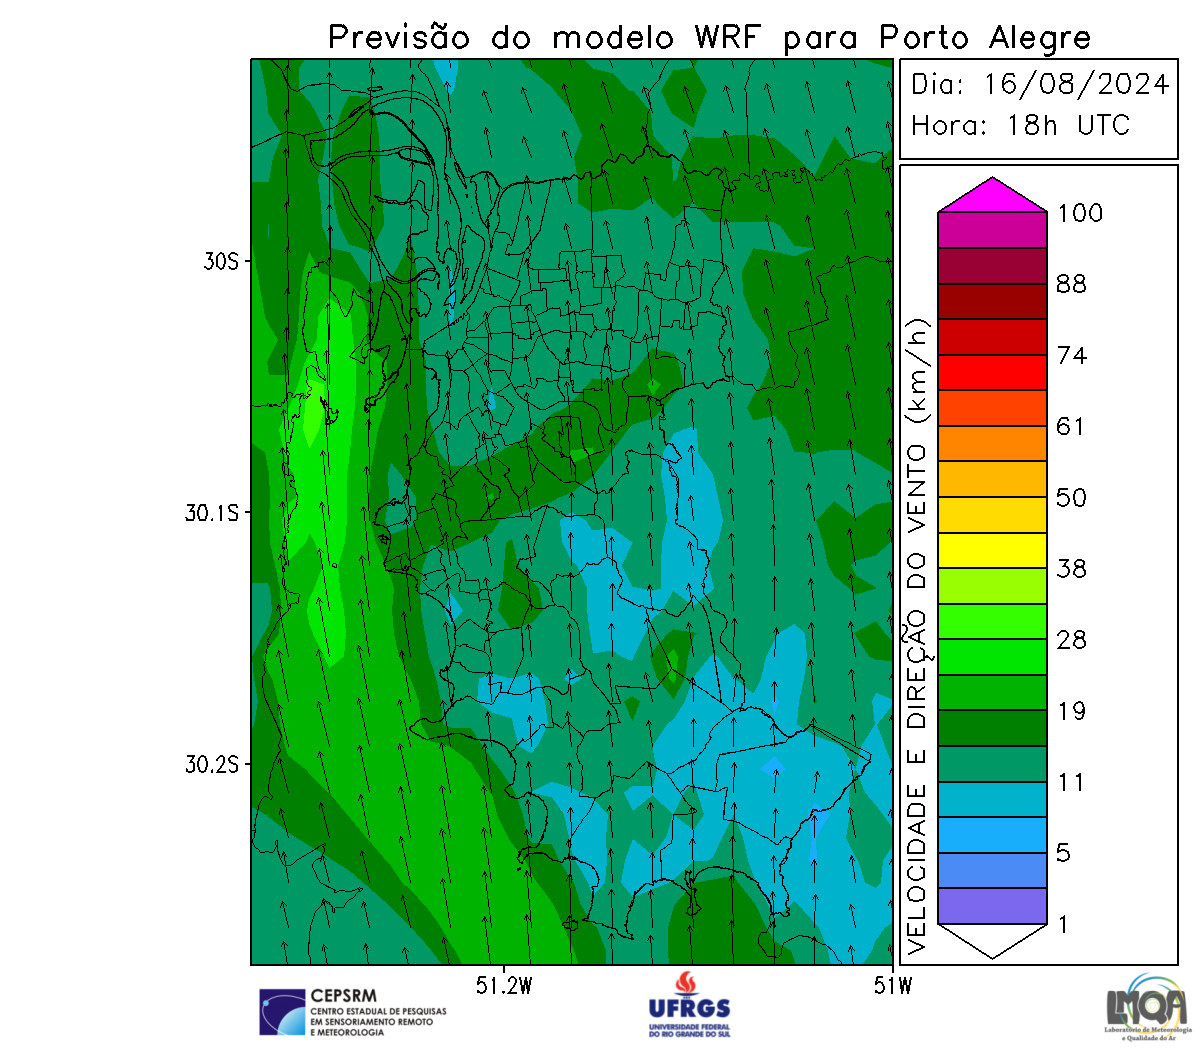 Previsão do modelo WRF para Porto Alegre
Dia: 16/08/2024
Hora: 18h UTC
30S
30.1S
30.2S
51.2W
51W
VELOCIDADE E DIREÇÃO DO VENTO (km/h)
100
88
74
61
50
38
28
19
11
5
1
CEPSRM
CENTRO ESTADUAL DE PESQUISAS
EM SENSORIAMENTO REMOTO
E METEOROLOGIA
UFRGS
UNIVERSIDADE FEDERAL
DO RIO GRANDE DO SUL
LMQA
Laboratório de Meteorologia
e Qualidade do Ar